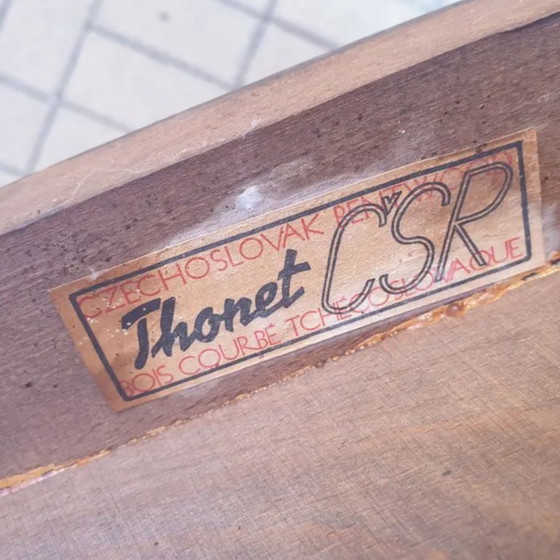 CZECHOSLOVAK BENTWOOD
Thonet ČSR
BOIS COURBÉ TCHÉCOSLOVAQUE